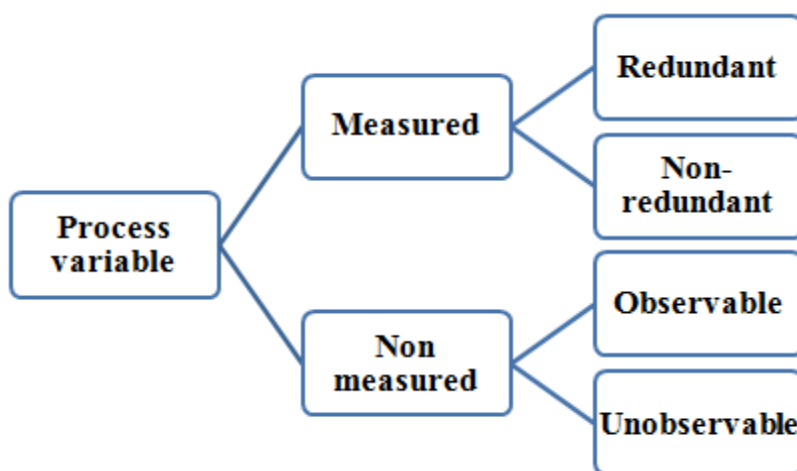 Process
variable
Measured
Non
measured
Redundant
Non-
redundant
Observable
Unobservable